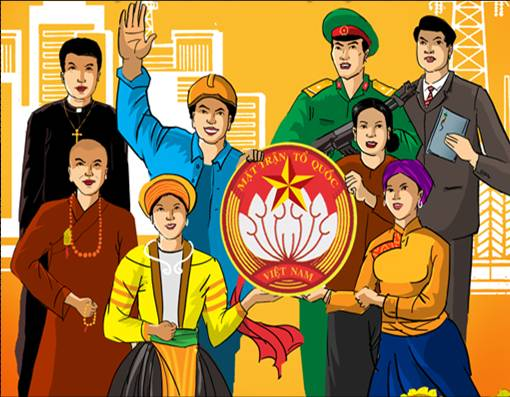 MẶT TRẬN TỔ QUỐC
VIỆT NAM